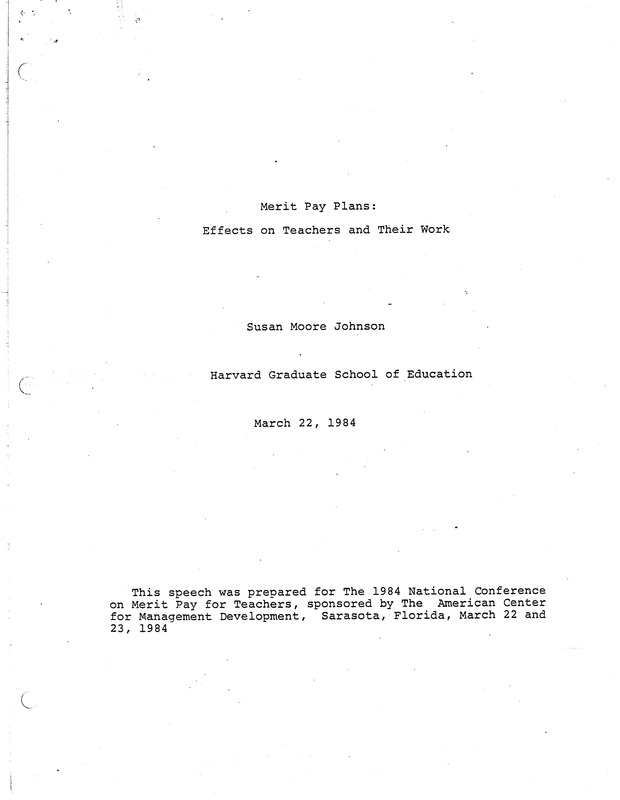 Merit Pay Plans:
Effects on Teachers and Their Work
Susan Moore Johnson
Harvard Graduate School of Education
March 22, 1984
This speech was prepared for The 1984 National Conference
on Merit Pay for Teachers, sponsored by The American Center
for Management Development, Sarasota, Florida, March 22 and
23, 1984